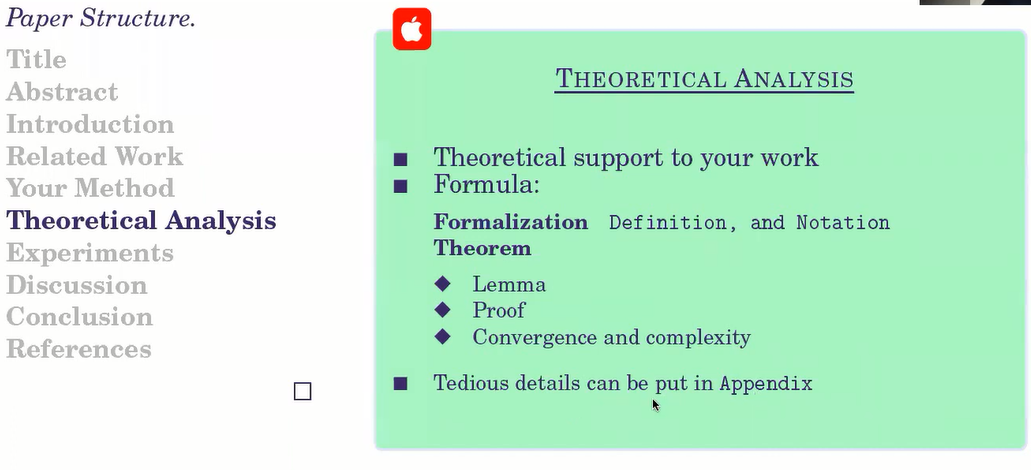 Paper Structure.
Title
Abstract
Introduction
Related Work
Your Method
Theoretical Analysis
Experiments
Discussion
Conclusion
References
Theoretical Analysis
Theoretical support to your work
Formula:
Formalization Definition, and Notation
Theorem
Lemma
Proof
Convergence and complexity
Tedious details can be put in Appendix